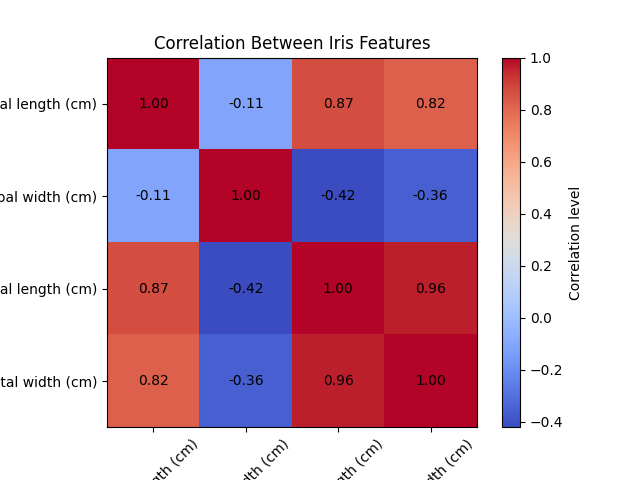 Correlation Between Iris Features
al length (cm) 1.00 -0.11 0.87 0.82
al width (cm) -0.11 1.00 -0.42 -0.36
al length (cm) 0.87 -0.42 1.00 0.96
tal width (cm) 0.82 -0.36 0.96 1.00
gth (cm) dth (cm) gth (cm) dth (cm)
1.0
0.8
0.6
0.4
0.2
0.0
−0.2
−0.4
Correlation level